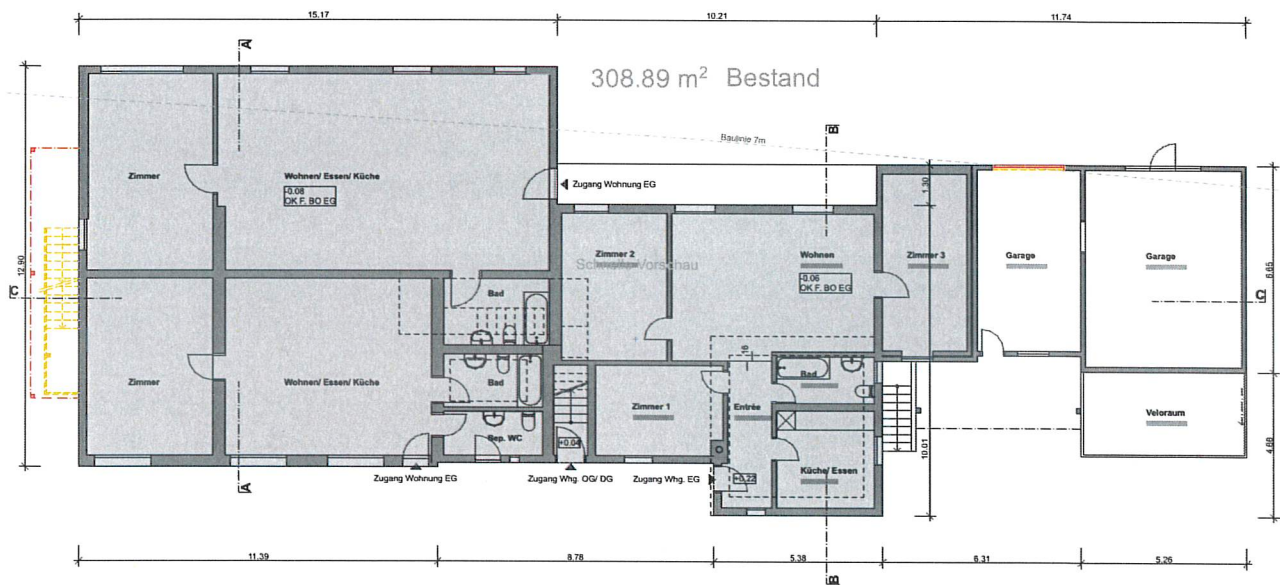 15.17
10.21
11.74
A
308.89 m² Bestand
Baulinie 7m
B
Zimmer
Wohnen/ Essen/ Küche
-0.08
OK F. BO EG
Zugang Wohnung EG
1.30
12.90
Zimmer 2
Wohnen
Zimmer 3
Garage
Garage
-0.06
OK F. BO EG
6.65
C
C
Bad
Zimmer
Wohnen/ Essen/ Küche
Bad
Zimmer 1
Entrée
Bad
Veloraum
Sep. WC
+0.04
Küche/ Essen
+0.22
10.01
4.68
A
Zugang Wohnung EG
Zugang Whg. OG/ DG
Zugang Whg. EG
11.39
8.78
5.38
6.31
5.26
B